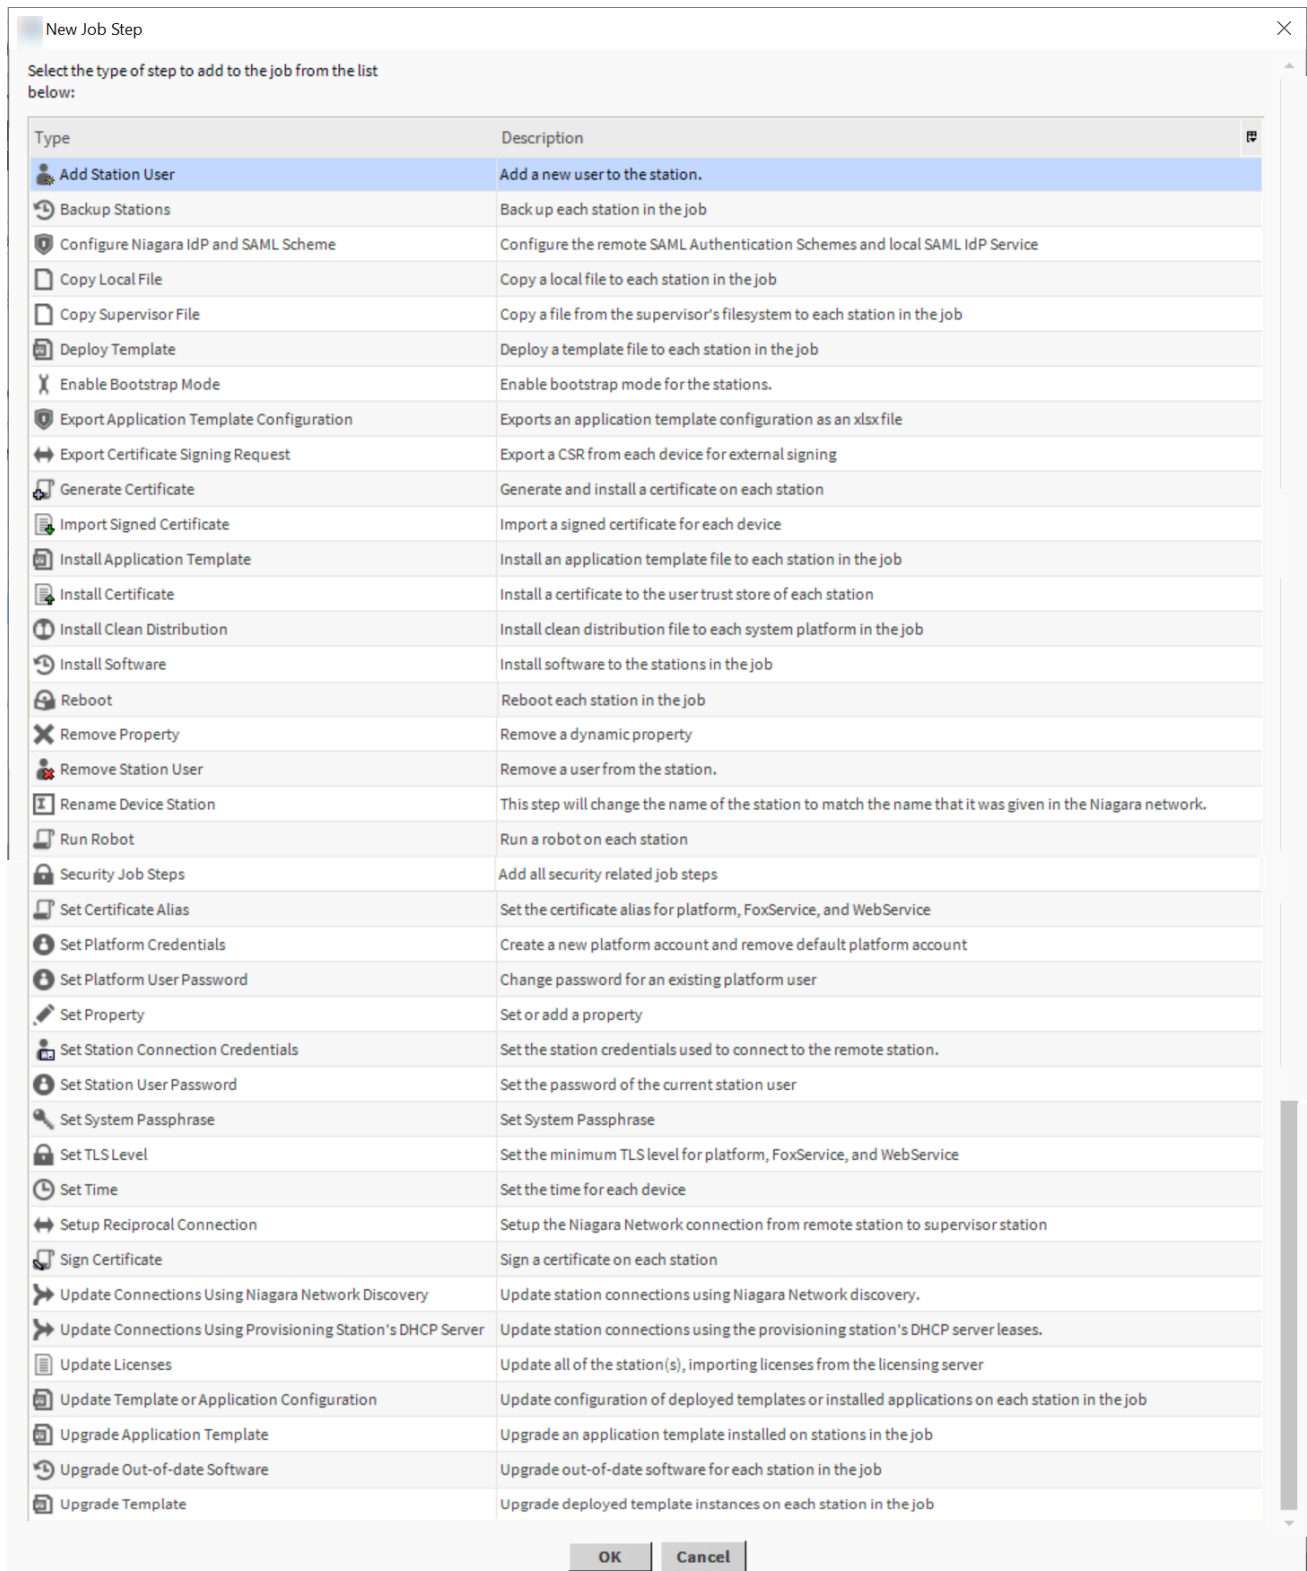 New Job Step
Select the type of step to add to the job from the list
below:
Type Description
Add Station User Add a new user to the station.
Backup Stations Back up each station in the job
Configure Niagara IdP and SAML Scheme Configure the remote SAML Authentication Schemes and local SAML IdP Service
Copy Local File Copy a local file to each station in the job
Copy Supervisor File Copy a file from the supervisor's filesystem to each station in the job
Deploy Template Deploy a template file to each station in the job
Enable Bootstrap Mode Enable bootstrap mode for the stations.
Export Application Template Configuration Exports an application template configuration as an xlsx file
Export Certificate Signing Request Export a CSR from each device for external signing
Generate Certificate Generate and install a certificate on each station
Import Signed Certificate Import a signed certificate for each device
Install Application Template Install an application template file to each station in the job
Install Certificate Install a certificate to the user trust store of each station
Install Clean Distribution Install clean distribution file to each system platform in the job
Install Software Install software to the stations in the job
Reboot Reboot each station in the job
Remove Property Remove a dynamic property
Remove Station User Remove a user from the station.
Rename Device Station This step will change the name of the station to match the name that it was given in the Niagara network.
Run Robot Run a robot on each station
Security Job Steps Add all security related job steps
Set Certificate Alias Set the certificate alias for platform, FoxService, and WebService
Set Platform Credentials Create a new platform account and remove default platform account
Set Platform User Password Change password for an existing platform user
Set Property Set or add a property
Set Station Connection Credentials Set the station credentials used to connect to the remote station.
Set Station User Password Set the password of the current station user
Set System Passphrase Set System Passphrase
Set TLS Level Set the minimum TLS level for platform, FoxService, and WebService
Set Time Set the time for each device
Setup Reciprocal Connection Setup the Niagara Network connection from remote station to supervisor station
Sign Certificate Sign a certificate on each station
Update Connections Using Niagara Network Discovery Update station connections using Niagara Network discovery.
Update Connections Using Provisioning Station's DHCP Server Update station connections using the provisioning station's DHCP server leases.
Update Licenses Update all of the station(s), importing licenses from the licensing server
Update Template or Application Configuration Update configuration of deployed templates or installed applications on each station in the job
Upgrade Application Template Upgrade an application template installed on stations in the job
Upgrade Out-of-date Software Upgrade out-of-date software for each station in the job
Upgrade Template Upgrade deployed template instances on each station in the job
OK Cancel